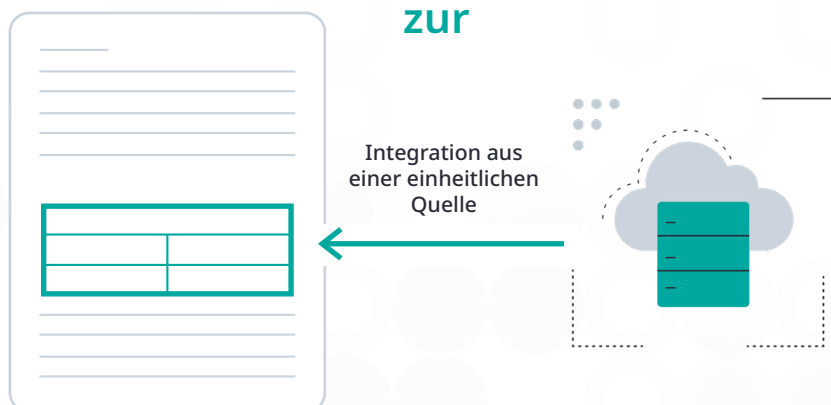 zur
Integration aus
einer einheitlichen
Quelle